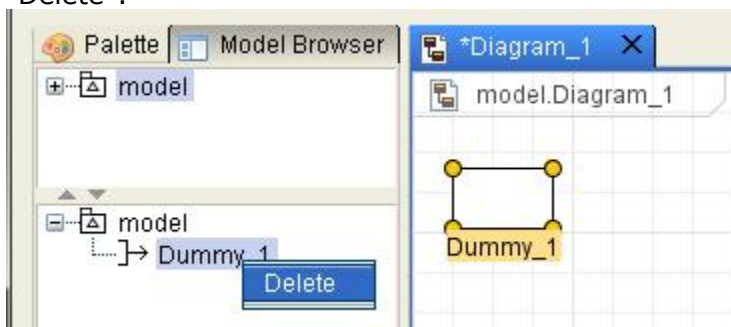 Delete".
Palette
Model Browser
*Diagram_1
model
model.Diagram_1
model
Dummy_1
Delete
Dummy_1